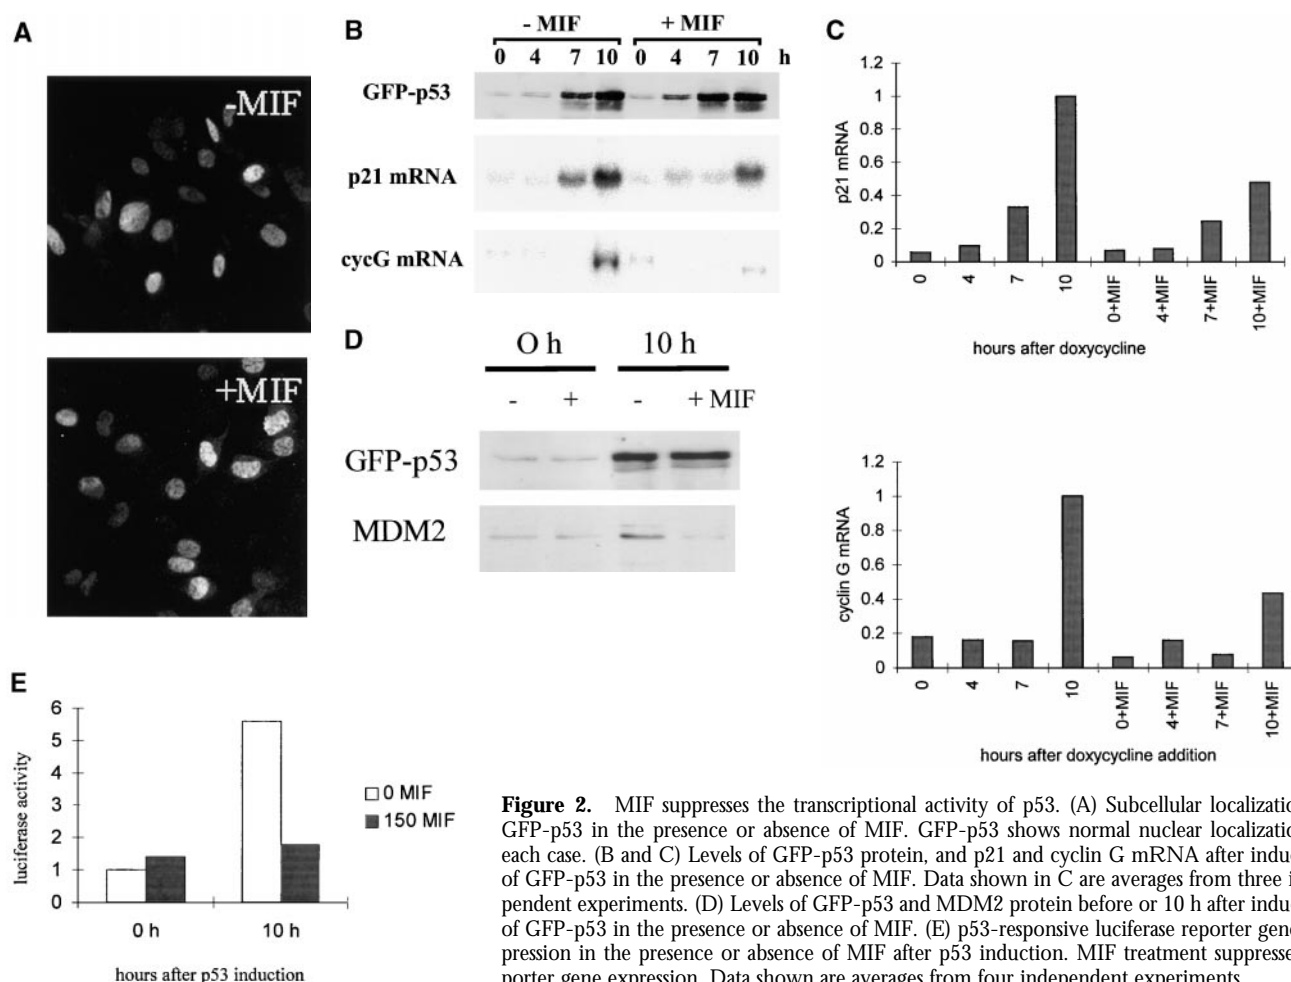 A
-MIF
+MIF
B
- MIF + MIF
0 4 7 10 0 4 7 10 h
GFP-p53
p21 mRNA
cycG mRNA
C
1.2
1
0.8
0.6
0.4
0.2
0
p21 mRNA
0 4 7 10 0+MIF 4+MIF 7+MIF 10+MIF
hours after doxycycline
1.2
1
0.8
0.6
0.4
0.2
0
cyclin G mRNA
0 4 7 10 0+MIF 4+MIF 7+MIF 10+MIF
hours after doxycycline addition
D
O h 10 h
- + - + MIF
GFP-p53
MDM2
E
6
5
4
3
2
1
0
luciferase activity
0 h 10 h
hours after p53 induction
0 MIF
150 MIF
Figure 2. MIF suppresses the transcriptional activity of p53. (A) Subcellular localizatio
GFP-p53 in the presence or absence of MIF. GFP-p53 shows normal nuclear localizatio
each case. (B and C) Levels of GFP-p53 protein, and p21 and cyclin G mRNA after indu
of GFP-p53 in the presence or absence of MIF. Data shown in C are averages from three i
pendent experiments. (D) Levels of GFP-p53 and MDM2 protein before or 10 h after indu
of GFP-p53 in the presence or absence of MIF. (E) p53-responsive luciferase reporter gene
pression in the presence or absence of MIF after p53 induction. MIF treatment suppresse
porter gene expression. Data shown are averages from four independent experiments